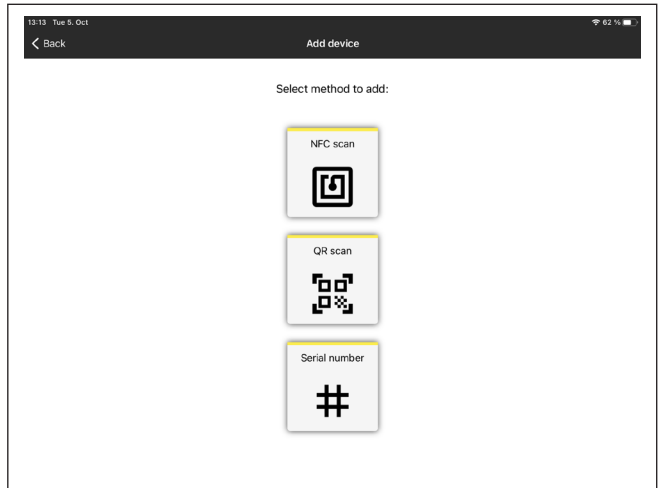 13:13 Tue 5. Oct 62 %
Back Add device
Select method to add:
NFC scan
QR scan
Serial number